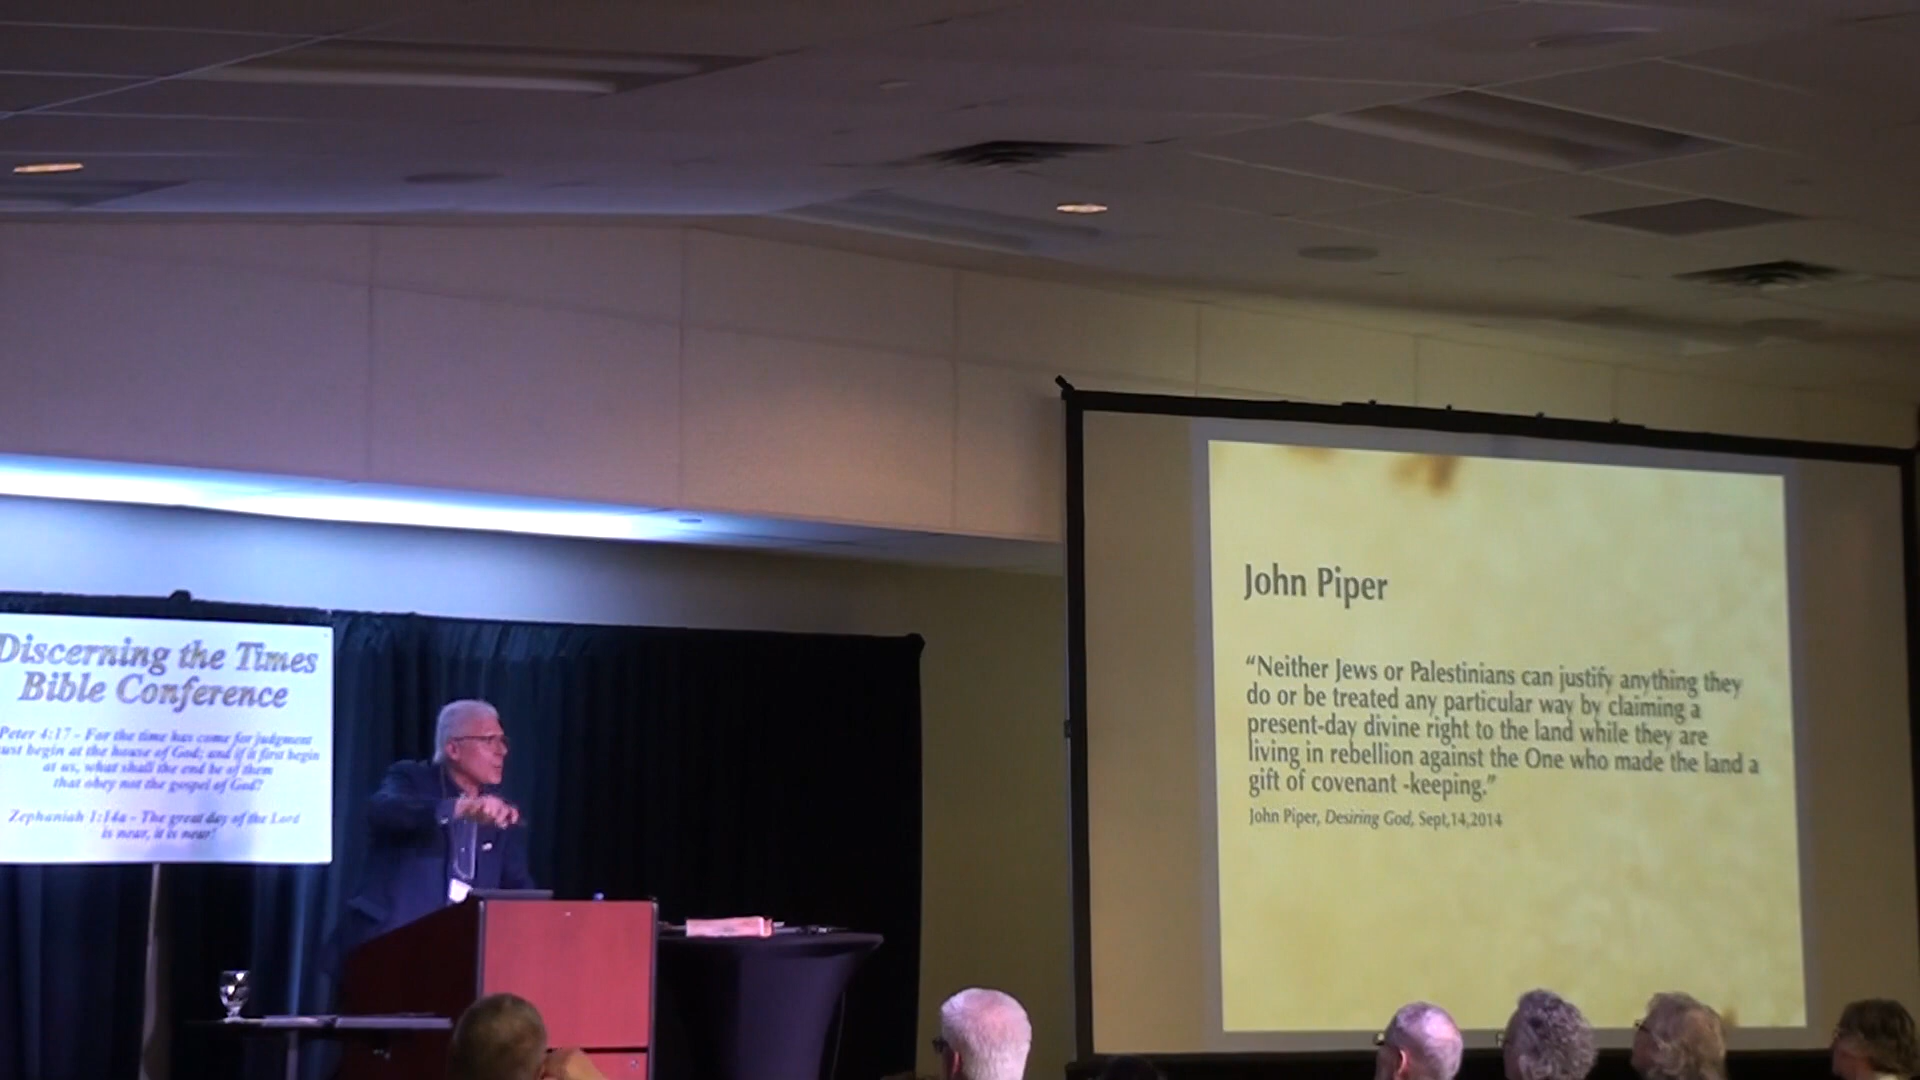 Discerning the Times
Bible Conference
Peter 4:17 - For the time has come for judgment
ust begin at the house of God; and if it first begin
at us, what shall the end be of them
that obey not the gospel of God?
Zephaniah 1:14a - The great day of the Lord
is near, it is near!
John Piper
“Neither Jews or Palestinians can justify anything they
do or be treated any particular way by claiming a
present-day divine right to the land while they are
living in rebellion against the One who made the land a
gift of covenant -keeping.”
John Piper, Desiring God, Sept,14,2014